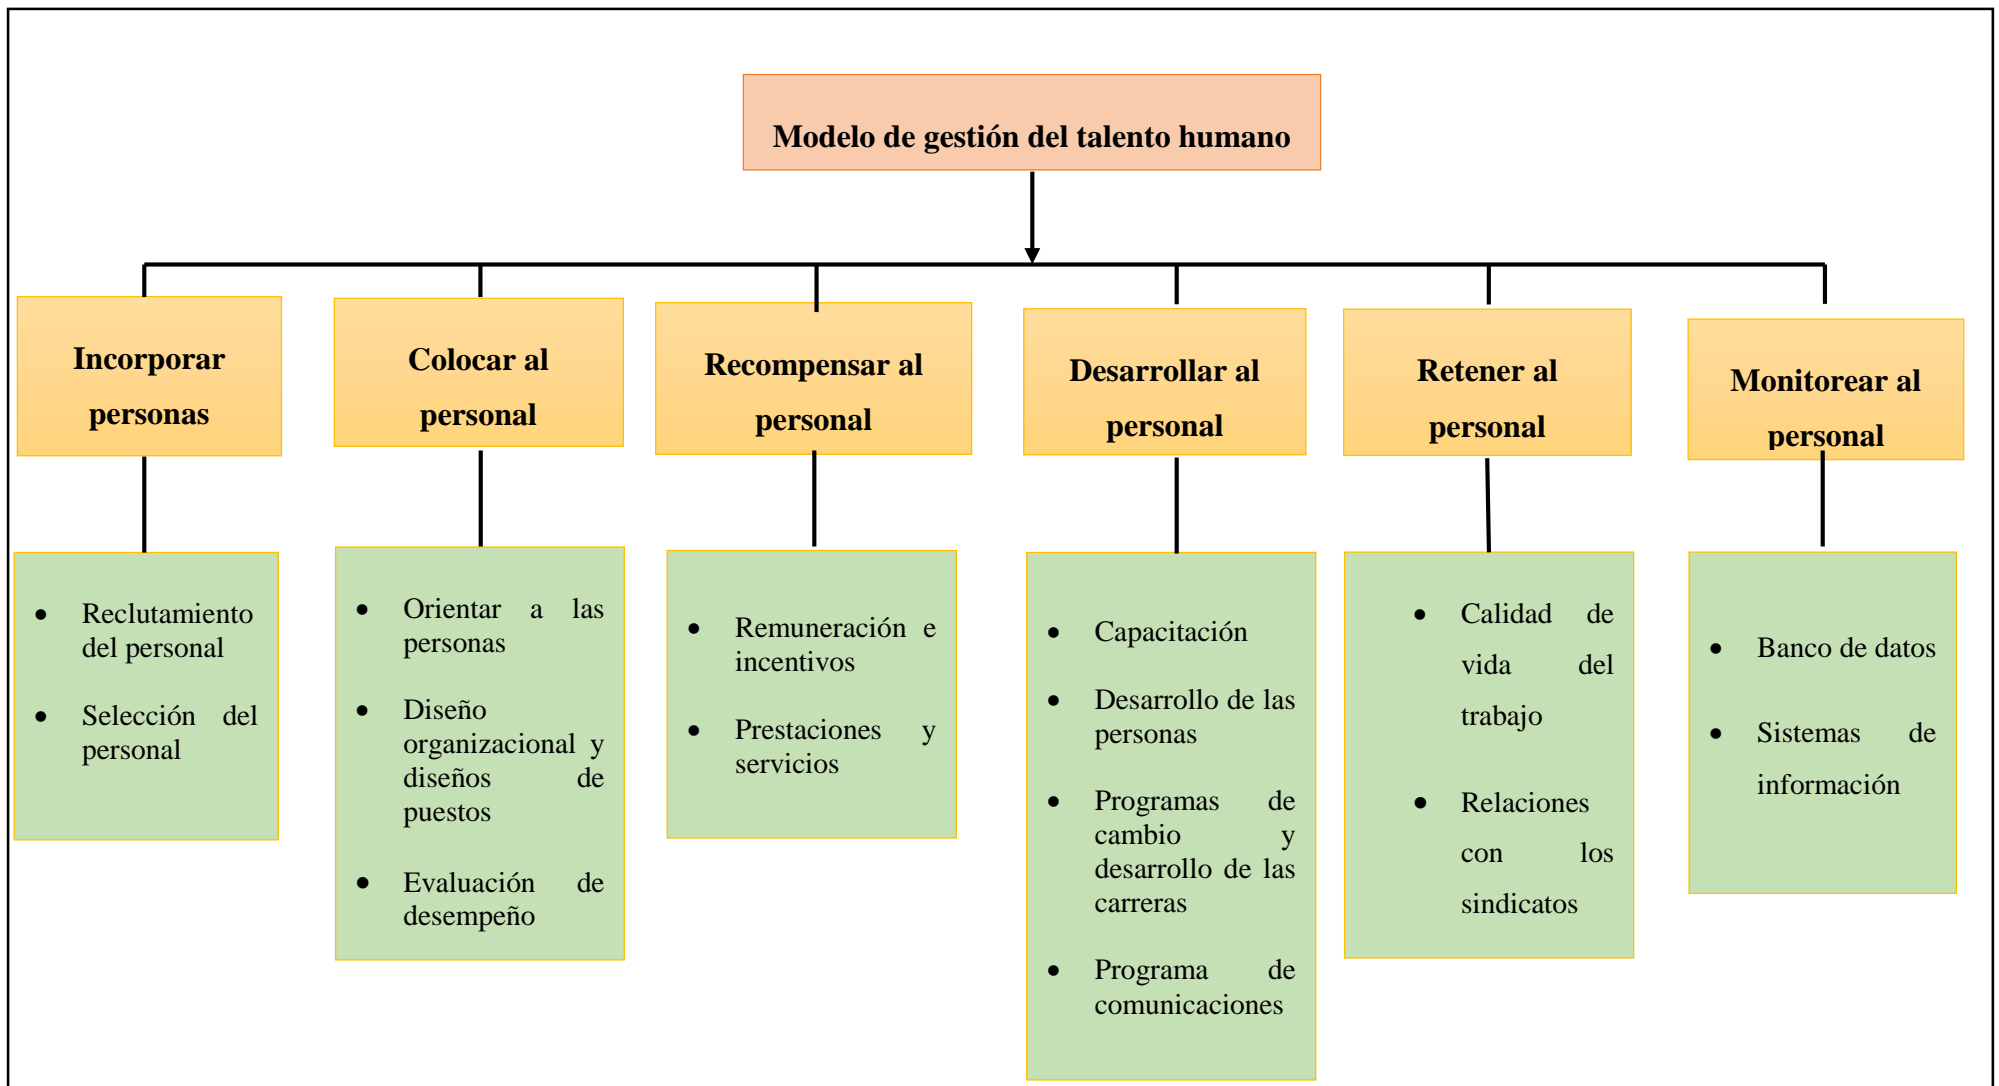 Modelo de gestión del talento humano
Incorporar
personas
Colocar al
personal
Recompensar al
personal
Desarrollar al
personal
Retener al
personal
Monitorear al
personal
• Reclutamiento
del personal
• Selección del
personal
• Orientar a las
personas
• Diseño
organizacional y
diseños de
puestos
• Evaluación de
desempeño
• Remuneración e
incentivos
• Prestaciones y
servicios
• Capacitación
• Desarrollo de las
personas
• Programas de
cambio y
desarrollo de las
carreras
• Programa de
comunicaciones
• Calidad de
vida del
trabajo
• Relaciones
con los
sindicatos
• Banco de datos
• Sistemas de
información